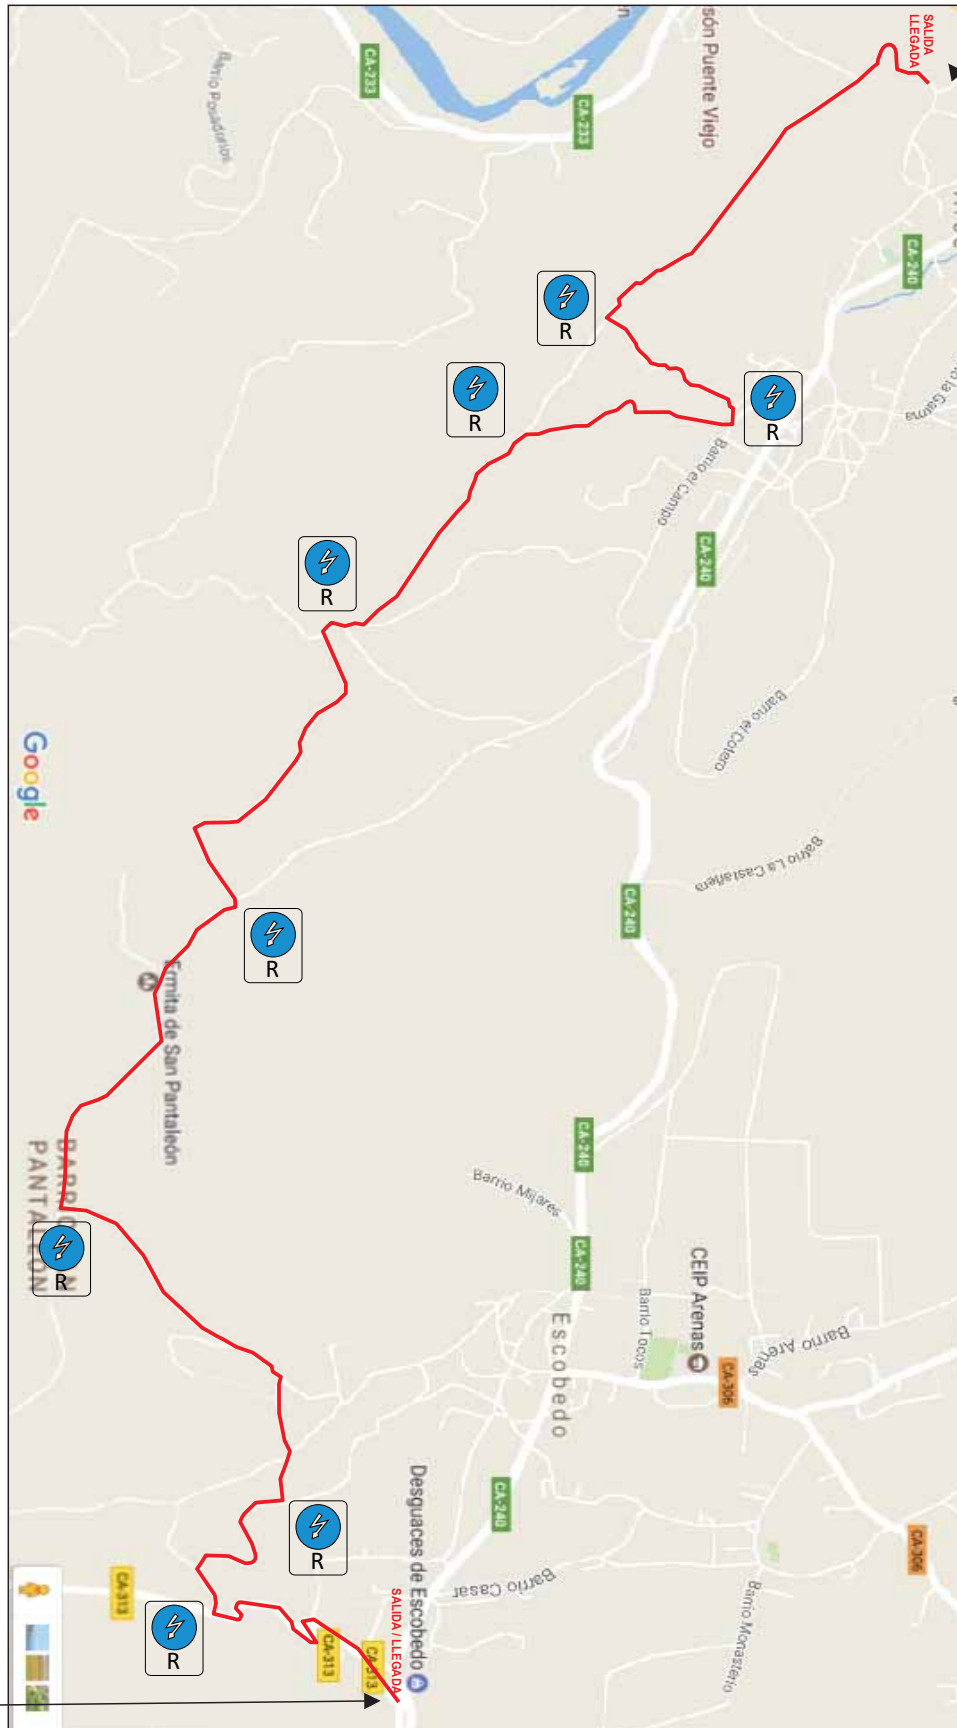 SALIDA
LLEGADA
són Puente Viejo
CA-233
CA-233
Barrio Posadorios
CA-240
R
R
R
Barrio el Campo
CA-240
R
Barrio el Cotero
Google
Barrio La Castañera
CA-240
R
Ermita de San Pantaleón
CA-240
Barrio Mijares
CA-240
R
CEIP Arenas
Barrio Tocos
Barrio Arenas
CA-306
Escobedo
CA-240
Desguaces de Escobedo
CA-306
R
Barrio Casar
Barrio Monasterio
CA-313
R
CA-313
CA-313
SALIDA / LLEGADA